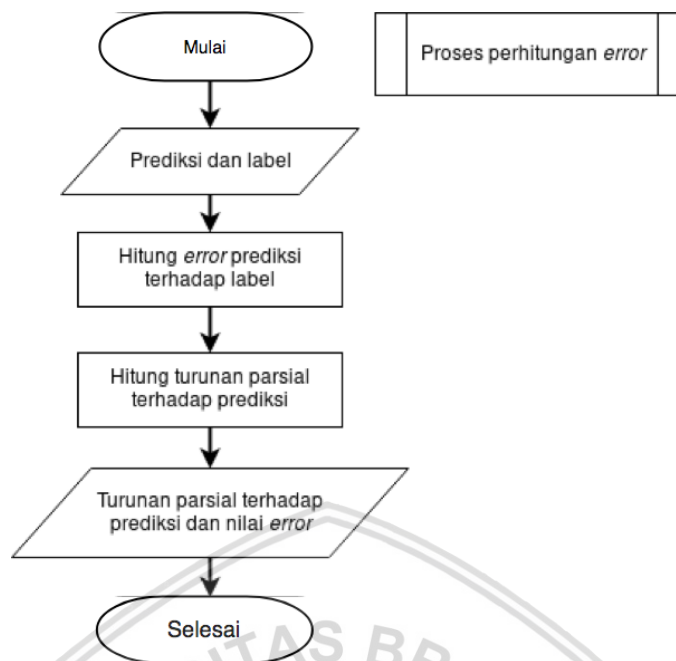 Mulai
Proses perhitungan error
Prediksi dan label
Hitung error prediksi
terhadap label
Hitung turunan parsial
terhadap prediksi
Turunan parsial terhadap
prediksi dan nilai error
Selesai